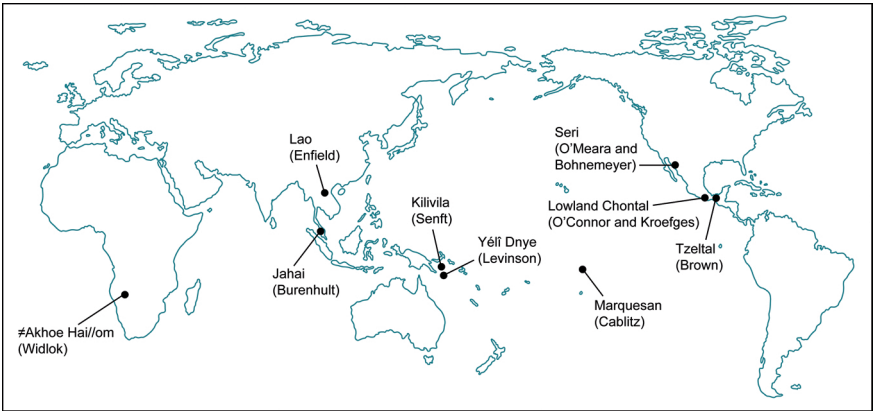 Lao
(Enfield)
Seri
(O'Meara and
Bohnemeyer)
Kilivila
(Senft)
Lowland Chontal
(O'Connor and Kroefges)
Yélî Dnye
(Levinson)
Tzeltal
(Brown)
Jahai
(Burenhult)
Marquesan
(Cablitz)
≠Akhoe Hai//om
(Widlok)